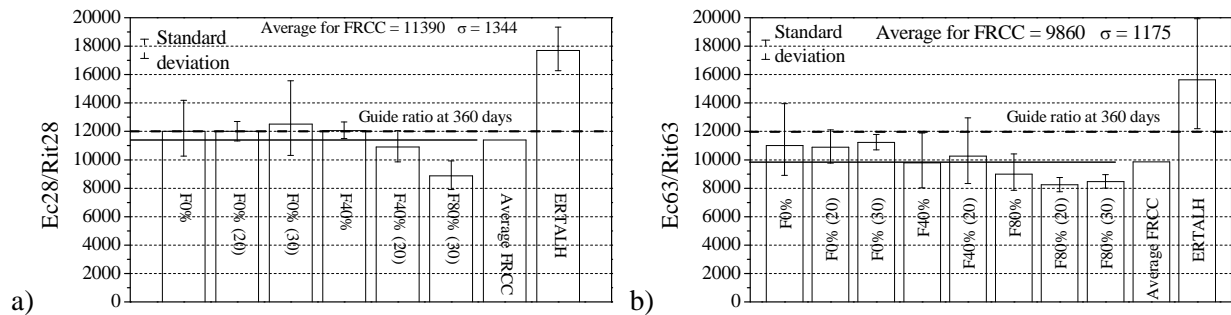 20000
18000
16000
14000
12000
10000
8000
6000
4000
2000
0
Ec28/Rit28
Average for FRCC = 11390 σ = 1344
Standard
deviation
Guide ratio at 360 days
F0%
F0% (20)
F0% (30)
F40%
F40% (20))
F80% (30)
Average FRCC
ERTALH
a)
20000
18000
16000
14000
12000
10000
8000
6000
4000
2000
0
Ec63/Rit63
Standard
deviation
Average for FRCC = 9860 σ = 1175
Guide ratio at 360 days
F0%
F0% (20)
F0% (30)
F40%
F40% (20)
F80%
F80% (20)
F80% (30)
Average FRCC
ERTALH
b)